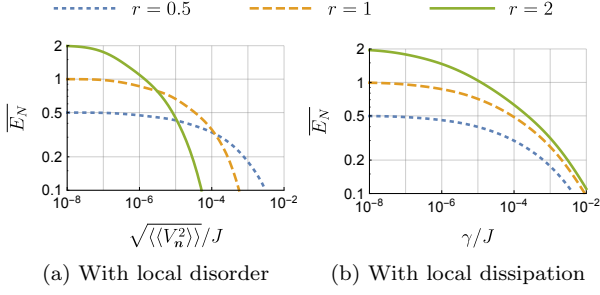 r = 0.5 r = 1 r = 2
2 2
1 1
0.5 0.5
0.2 0.2
0.1 0.1
$\overline{E_N}$ $\overline{E_N}$
10⁻⁸ 10⁻⁶ 10⁻⁴ 10⁻² 10⁻⁸ 10⁻⁶ 10⁻⁴ 10⁻²
$\sqrt{\langle\langle V_{\boldsymbol{n}}^2\rangle\rangle}/J$ γ/J
(a) With local disorder (b) With local dissipation